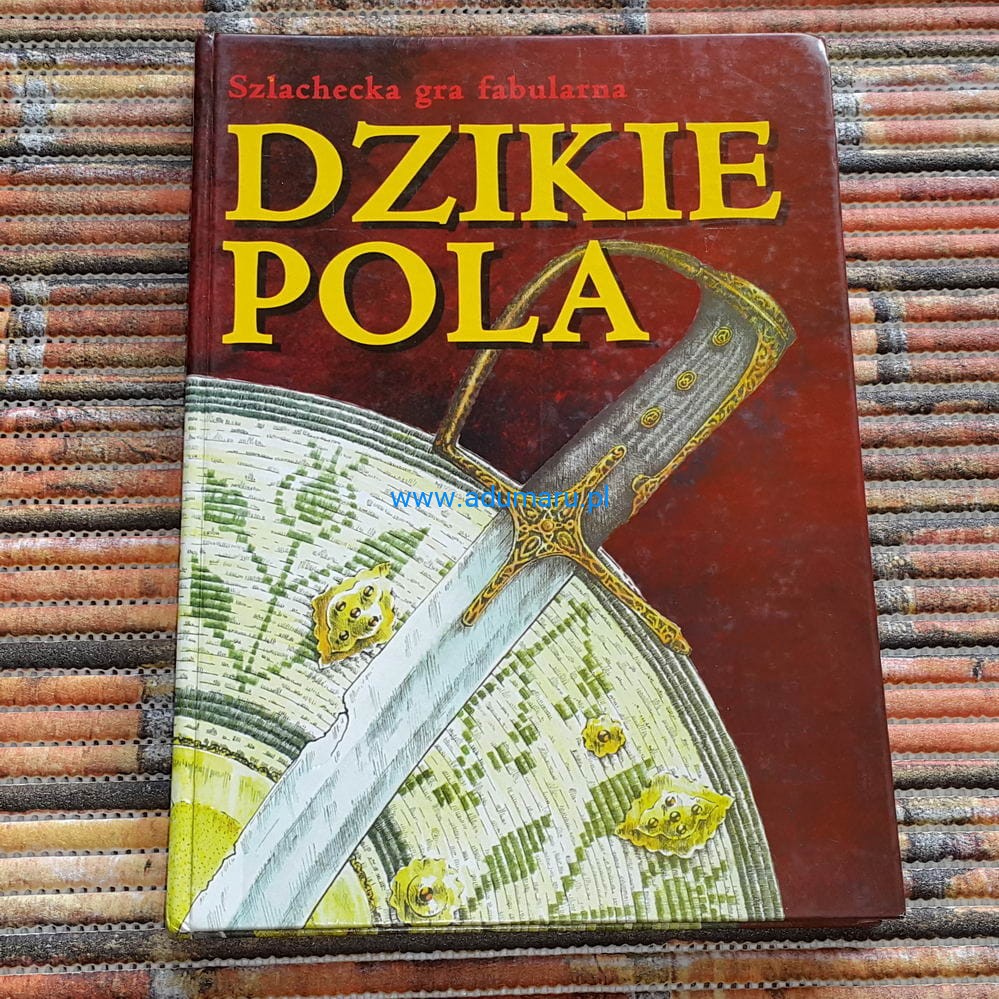 Szlachecka gra fabularna
DZIKIE
POLA
www.adumaru.pl